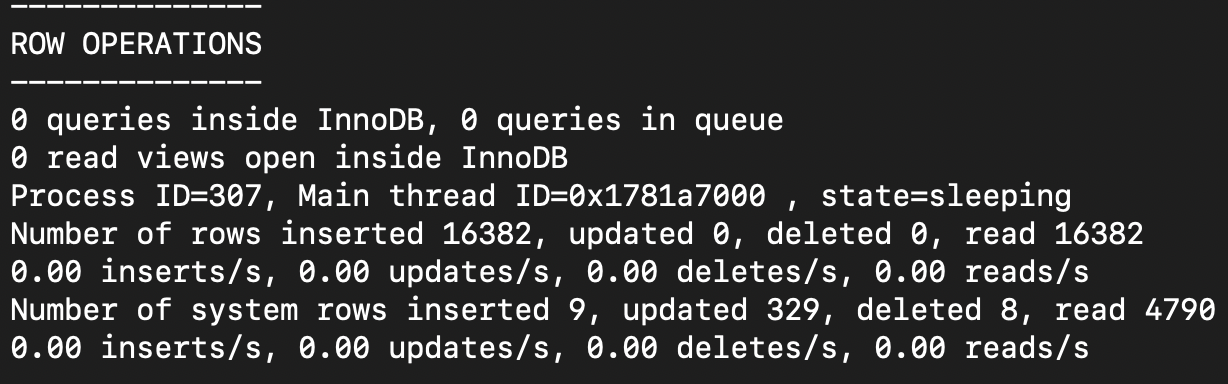 --------------
ROW OPERATIONS
--------------
0 queries inside InnoDB, 0 queries in queue
0 read views open inside InnoDB
Process ID=307, Main thread ID=0x1781a7000 , state=sleeping
Number of rows inserted 16382, updated 0, deleted 0, read 16382
0.00 inserts/s, 0.00 updates/s, 0.00 deletes/s, 0.00 reads/s
Number of system rows inserted 9, updated 329, deleted 8, read 4790
0.00 inserts/s, 0.00 updates/s, 0.00 deletes/s, 0.00 reads/s